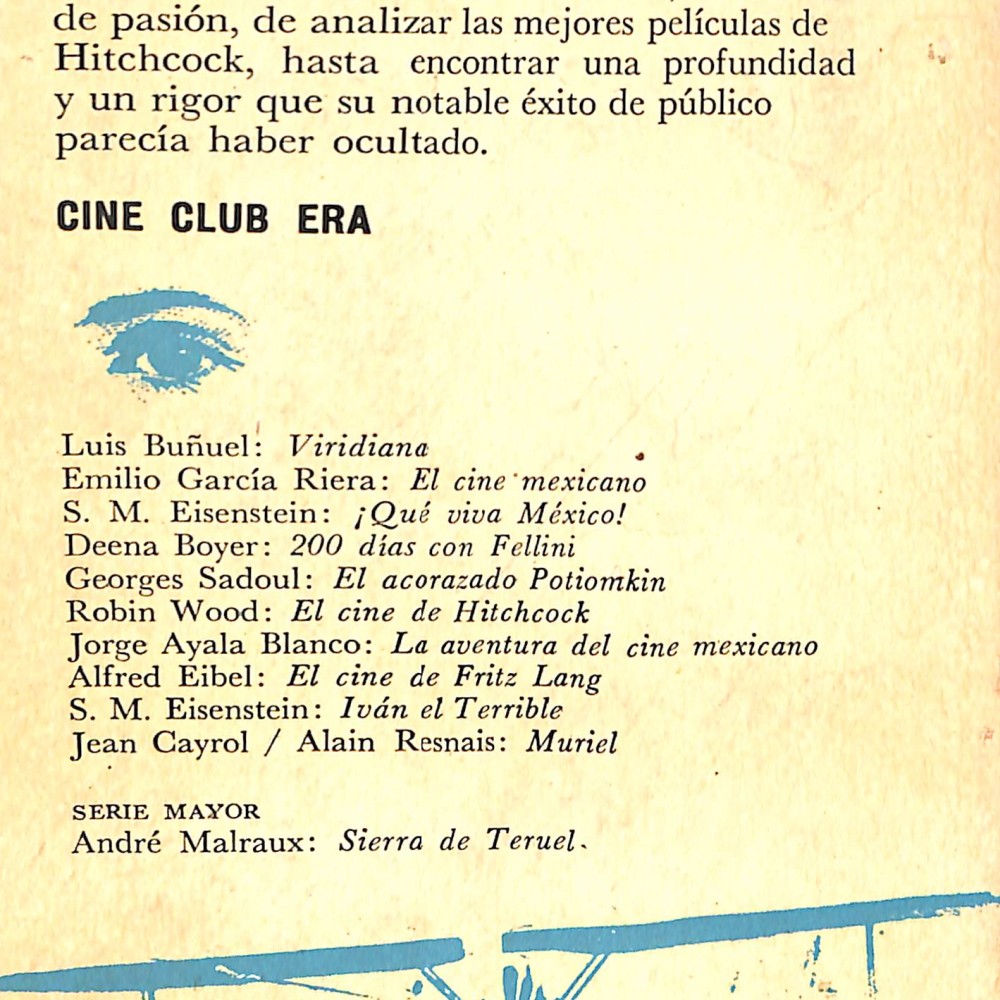 de pasión, de analizar las mejores películas de
Hitchcock, hasta encontrar una profundidad
y un rigor que su notable éxito de público
parecía haber ocultado.
CINE CLUB ERA
Luis Buñuel: Viridiana
Emilio García Riera: El cine mexicano
S. M. Eisenstein: ¡Qué viva México!
Deena Boyer: 200 días con Fellini
Georges Sadoul: El acorazado Potiomkin
Robin Wood: El cine de Hitchcock
Jorge Ayala Blanco: La aventura del cine mexicano
Alfred Eibel: El cine de Fritz Lang
S. M. Eisenstein: Iván el Terrible
Jean Cayrol / Alain Resnais: Muriel
SERIE MAYOR
André Malraux: Sierra de Teruel.